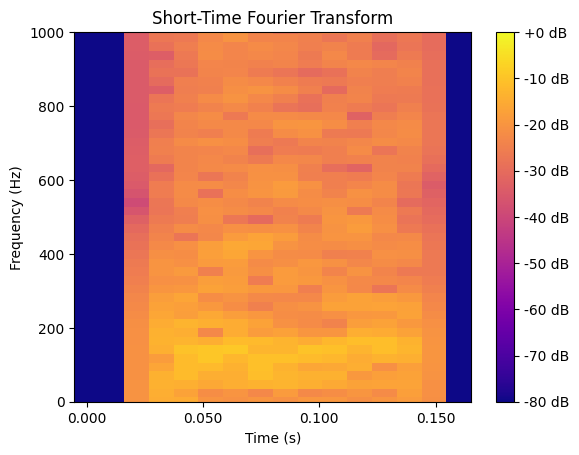 Short-Time Fourier Transform
1000
800
600
400
200
0
Frequency (Hz)
0.000
0.050
0.100
0.150
Time (s)
+0 dB
-10 dB
-20 dB
-30 dB
-40 dB
-50 dB
-60 dB
-70 dB
-80 dB